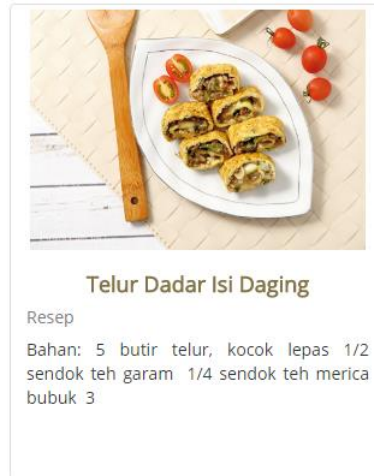 Telur Dadar Isi Daging
Resep
Bahan: 5 butir telur, kocok lepas 1/2
sendok teh garam 1/4 sendok teh merica
bubuk 3